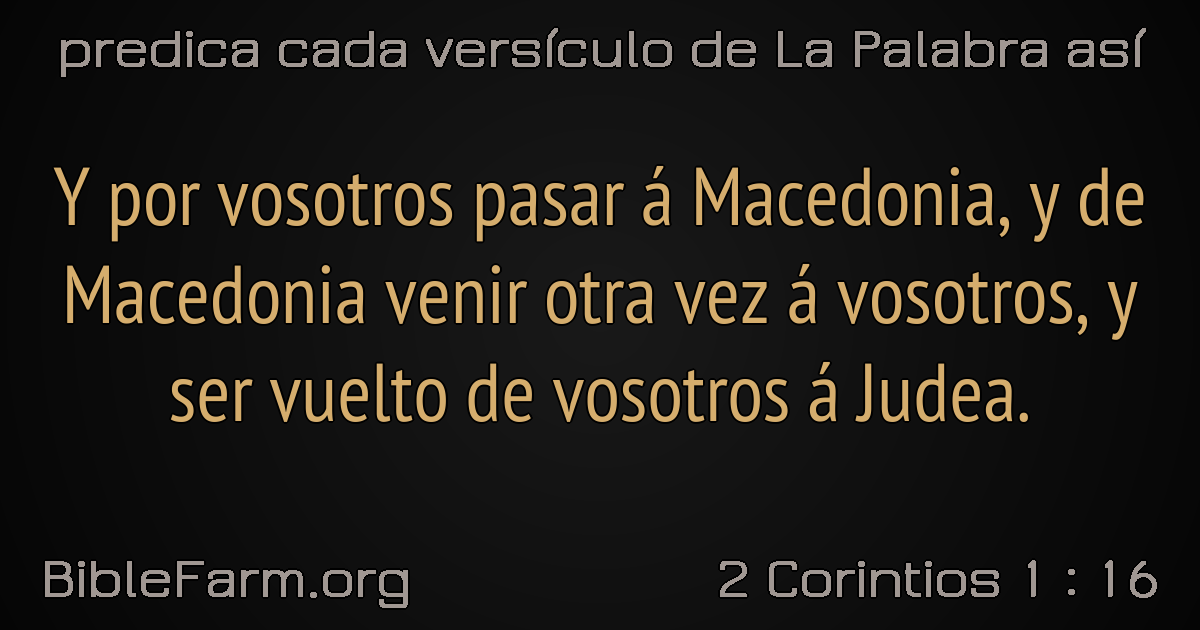 predica cada versículo de La Palabra así
Y por vosotros pasar á Macedonia, y de
Macedonia venir otra vez á vosotros, y
ser vuelto de vosotros á Judea.
BibleFarm.org
2 Corintios 1 : 16